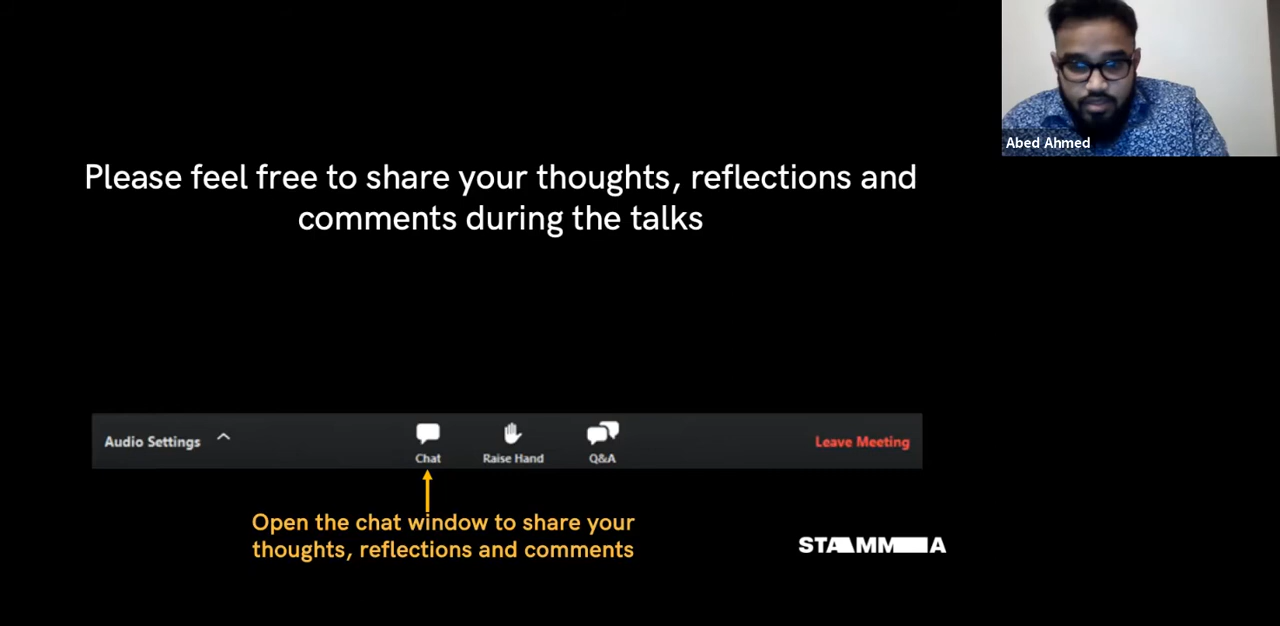 Abed Ahmed
Please feel free to share your thoughts, reflections and
comments during the talks
Audio Settings
Chat
Raise Hand
Q&A
Leave Meeting
Open the chat window to share your
thoughts, reflections and comments
STAMMA